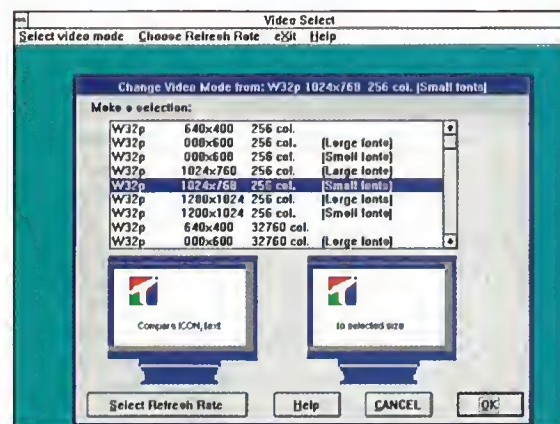 Video Select
Select video mode Choose Refresh Rate eXit Help
Change Video Mode from: W32p 1024x768 256 col. (Small fonts)
Make a selection:
W32p 640x400 256 col.
W32p 800x600 256 col. (Large fonts)
W32p 800x600 256 col. (Small fonts)
W32p 1024x768 256 col. (Large fonts)
W32p 1024x768 256 col. (Small fonts)
W32p 1280x1024 256 col. (Large fonts)
W32p 1280x1024 256 col. (Small fonts)
W32p 640x400 32768 col.
W32p 800x600 32768 col. (Large fonts)
Compare ICON, text
to selected size
Select Refresh Rate Help CANCEL OK